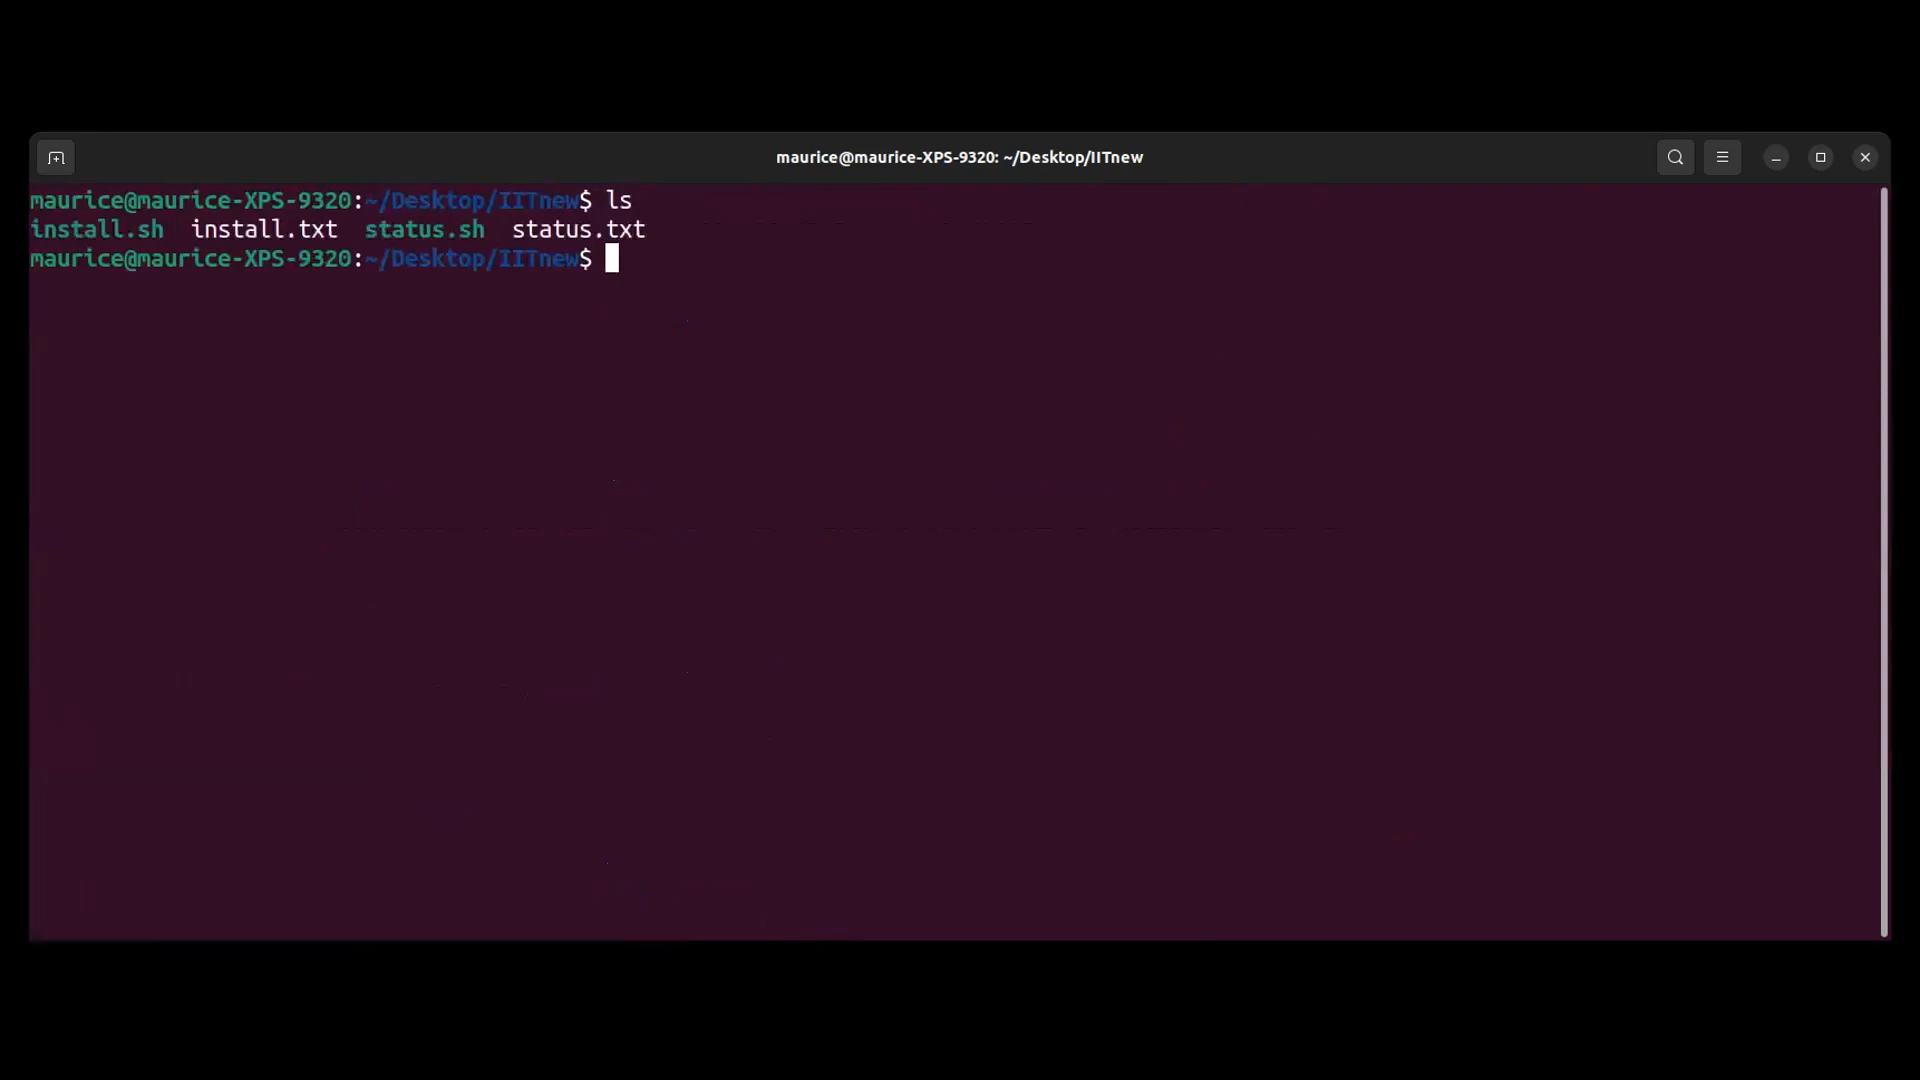 maurice@maurice-XPS-9320: ~/Desktop/IITnew
maurice@maurice-XPS-9320:~/Desktop/IITnew$ ls
install.sh  install.txt  status.sh  status.txt
maurice@maurice-XPS-9320:~/Desktop/IITnew$